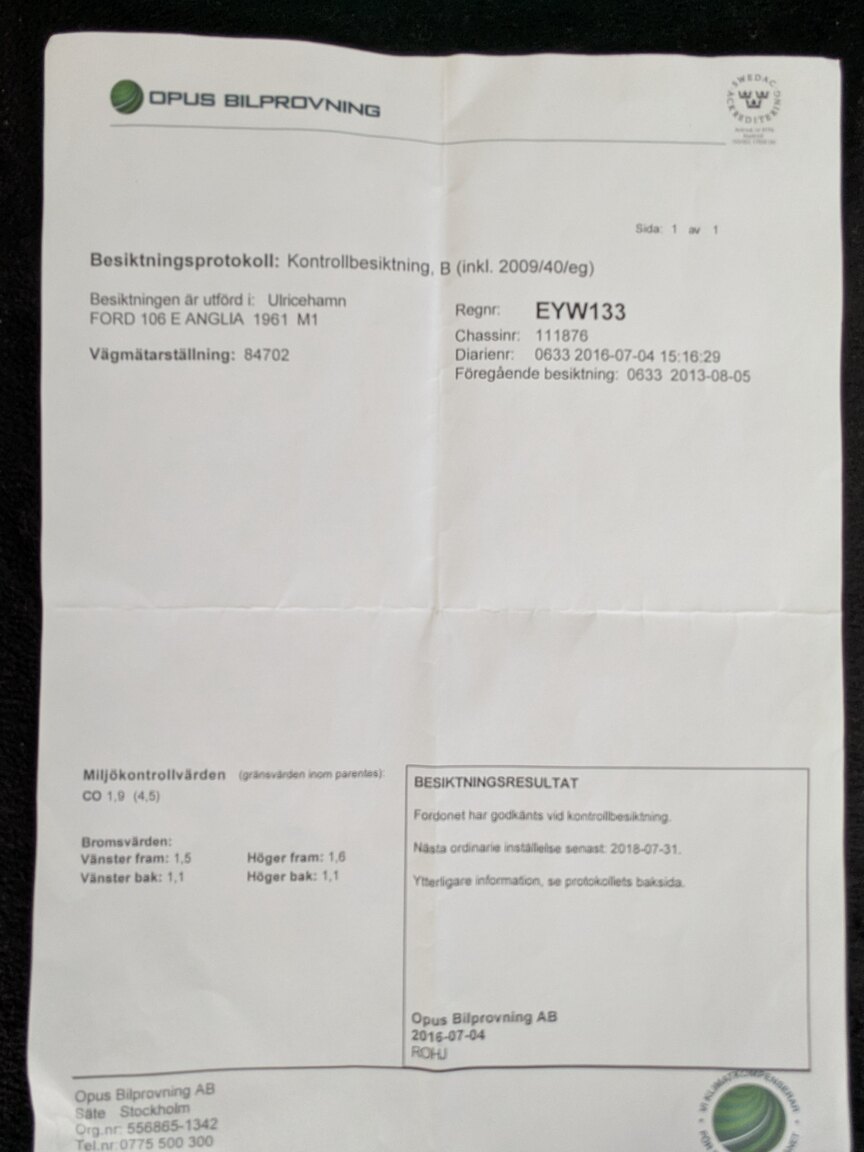 OPUS BILPROVNING
SWEDAC
ACKREDITERING
Sida: 1 av 1
Besiktningsprotokoll: Kontrollbesiktning, B (inkl. 2009/40/eg)
Besiktningen är utförd i: Ulricehamn
FORD 106 E ANGLIA 1961 M1
Vägmätarställning: 84702
Regnr: EYW133
Chassinr: 111876
Diarienr: 0633 2016-07-04 15:16:29
Föregående besiktning: 0633 2013-08-05
Miljökontrollvärden (gränsvärden inom parentes):
CO 1,9 (4,5)
Bromsvärden:
Vänster fram: 1,5 Höger fram: 1,6
Vänster bak: 1,1 Höger bak: 1,1
BESIKTNINGSRESULTAT
Fordonet har godkänts vid kontrollbesiktning.
Nästa ordinarie inställelse senast: 2018-07-31.
Ytterligare information, se protokollets baksida.
Opus Bilprovning AB
2016-07-04
ROHJ
Opus Bilprovning AB
Säte Stockholm
Org.nr: 556865-1342
Tel.nr:0775 500 300
VI KLIMATKOMPENSERAR